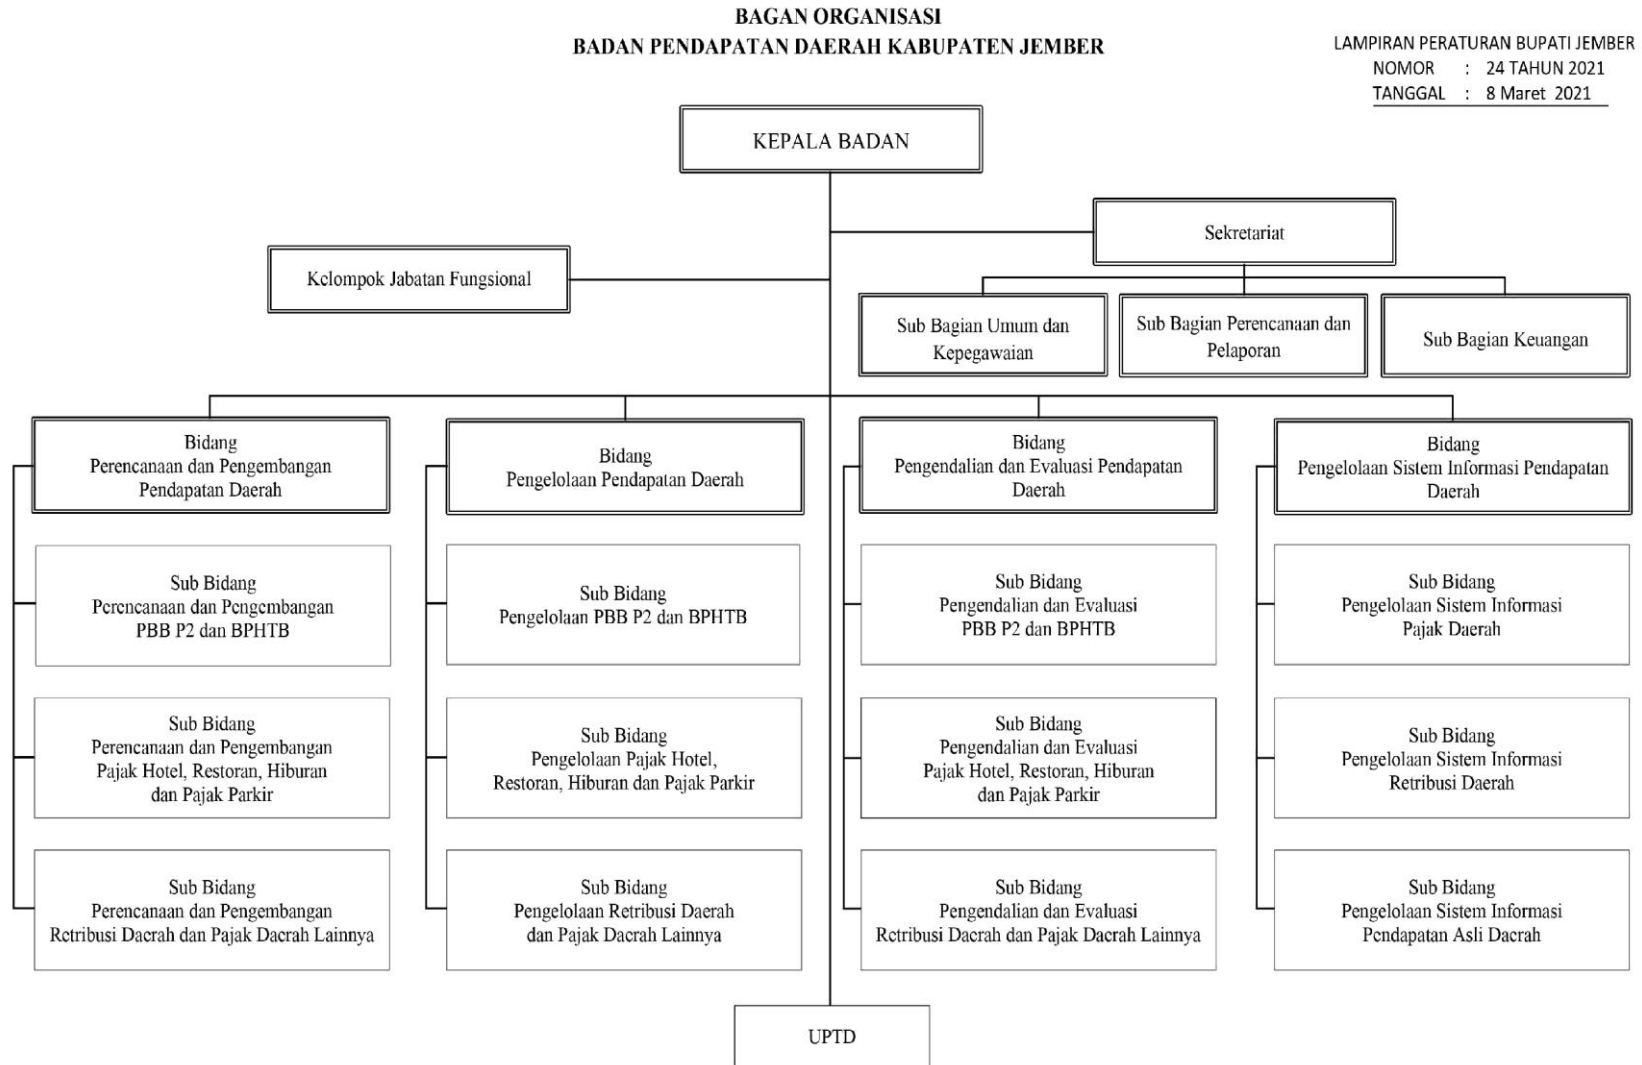 BAGAN ORGANISASI
BADAN PENDAPATAN DAERAH KABUPATEN JEMBER
LAMPIRAN PERATURAN BUPATI JEMBER
NOMOR : 24 TAHUN 2021
TANGGAL : 8 Maret 2021
KEPALA BADAN
Sekretariat
Kelompok Jabatan Fungsional
Sub Bagian Umum dan
Kepegawaian
Sub Bagian Perencanaan dan
Pelaporan
Sub Bagian Keuangan
Bidang
Perencanaan dan Pengembangan
Pendapatan Daerah
Bidang
Pengelolaan Pendapatan Daerah
Bidang
Pengendalian dan Evaluasi Pendapatan
Daerah
Bidang
Pengelolaan Sistem Informasi Pendapatan
Daerah
Sub Bidang
Perencanaan dan Pengembangan
PBB P2 dan BPHTB
Sub Bidang
Pengelolaan PBB P2 dan BPHTB
Sub Bidang
Pengendalian dan Evaluasi
PBB P2 dan BPHTB
Sub Bidang
Pengelolaan Sistem Informasi
Pajak Daerah
Sub Bidang
Perencanaan dan Pengembangan
Pajak Hotel, Restoran, Hiburan
dan Pajak Parkir
Sub Bidang
Pengelolaan Pajak Hotel,
Restoran, Hiburan dan Pajak Parkir
Sub Bidang
Pengendalian dan Evaluasi
Pajak Hotel, Restoran, Hiburan
dan Pajak Parkir
Sub Bidang
Pengelolaan Sistem Informasi
Retribusi Daerah
Sub Bidang
Perencanaan dan Pengembangan
Retribusi Daerah dan Pajak Daerah Lainnya
Sub Bidang
Pengelolaan Retribusi Daerah
dan Pajak Daerah Lainnya
Sub Bidang
Pengendalian dan Evaluasi
Retribusi Daerah dan Pajak Daerah Lainnya
Sub Bidang
Pengelolaan Sistem Informasi
Pendapatan Asli Daerah
UPTD